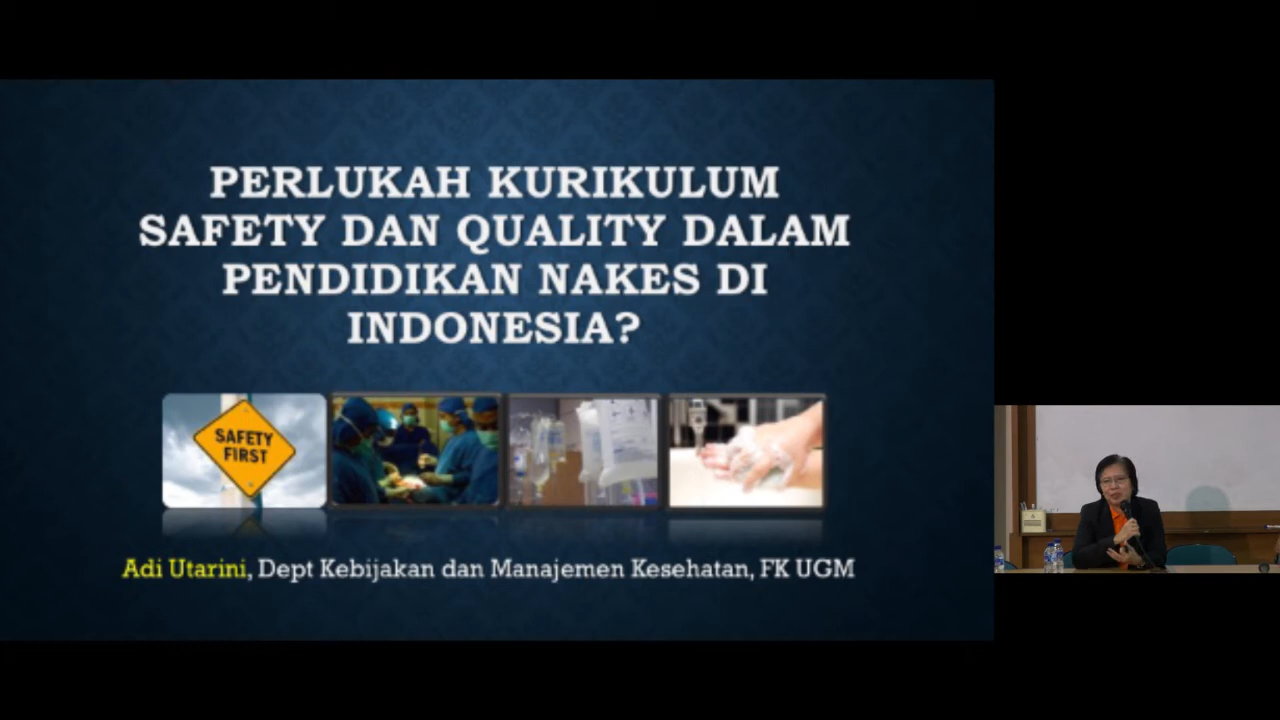 PERLUKAH KURIKULUM
SAFETY DAN QUALITY DALAM
PENDIDIKAN NAKES DI
INDONESIA?
SAFETY
FIRST
Adi Utarini, Dept Kebijakan dan Manajemen Kesehatan, FK UGM